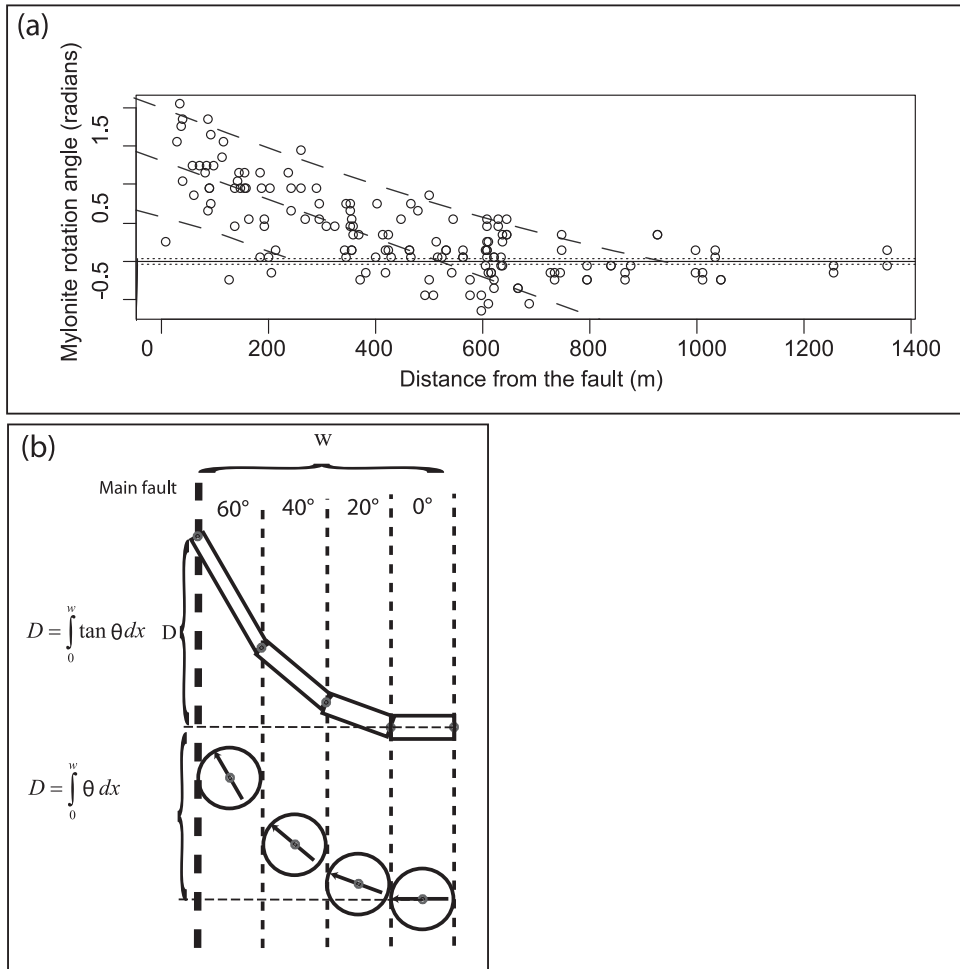 (a)
Mylonite rotation angle (radians)
1.5
0.5
-0.5
0 200 400 600 800 1000 1200 1400
Distance from the fault (m)
(b)
w
Main fault
60° 40° 20° 0°
D = ∫₀ʷ tan θ dx D
D = ∫₀ʷ θ dx